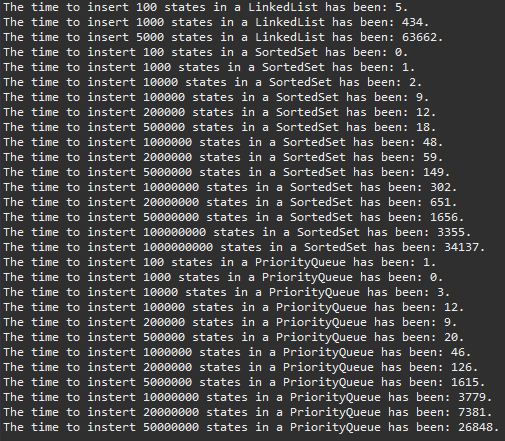 The time to insert 100 states in a LinkedList has been: 5.
The time to insert 1000 states in a LinkedList has been: 434.
The time to insert 5000 states in a LinkedList has been: 63662.
The time to instert 100 states in a SortedSet has been: 0.
The time to instert 1000 states in a SortedSet has been: 1.
The time to instert 10000 states in a SortedSet has been: 2.
The time to instert 100000 states in a SortedSet has been: 9.
The time to instert 200000 states in a SortedSet has been: 12.
The time to instert 500000 states in a SortedSet has been: 18.
The time to instert 1000000 states in a SortedSet has been: 48.
The time to instert 2000000 states in a SortedSet has been: 59.
The time to instert 5000000 states in a SortedSet has been: 149.
The time to instert 10000000 states in a SortedSet has been: 302.
The time to instert 20000000 states in a SortedSet has been: 651.
The time to instert 50000000 states in a SortedSet has been: 1656.
The time to instert 100000000 states in a SortedSet has been: 3355.
The time to instert 1000000000 states in a SortedSet has been: 34137.
The time to instert 100 states in a PriorityQueue has been: 1.
The time to instert 1000 states in a PriorityQueue has been: 0.
The time to instert 10000 states in a PriorityQueue has been: 3.
The time to instert 100000 states in a PriorityQueue has been: 12.
The time to instert 200000 states in a PriorityQueue has been: 9.
The time to instert 500000 states in a PriorityQueue has been: 20.
The time to instert 1000000 states in a PriorityQueue has been: 46.
The time to instert 2000000 states in a PriorityQueue has been: 126.
The time to instert 5000000 states in a PriorityQueue has been: 1615.
The time to instert 10000000 states in a PriorityQueue has been: 3779.
The time to instert 20000000 states in a PriorityQueue has been: 7381.
The time to instert 50000000 states in a PriorityQueue has been: 26848.